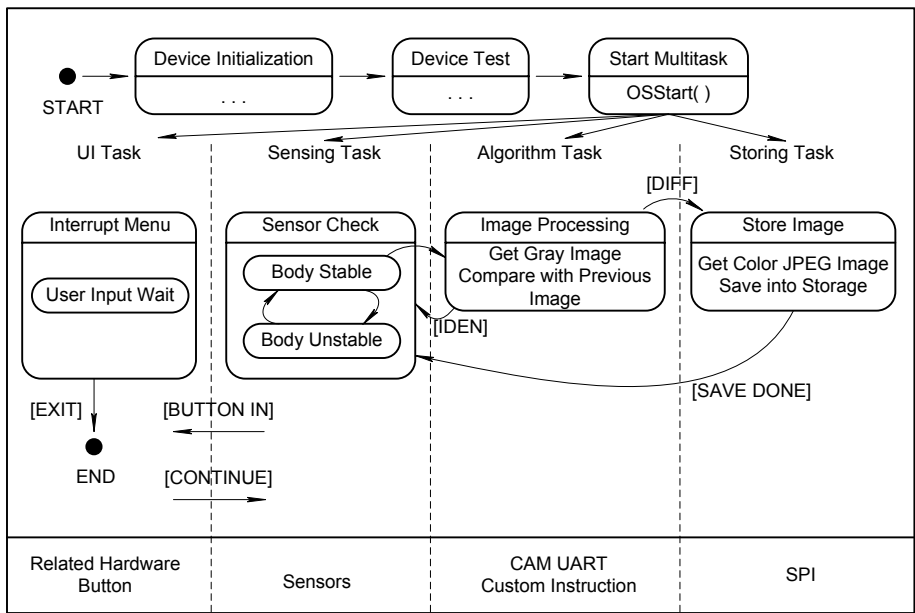 Device Initialization
. . .
Device Test
. . .
Start Multitask
OSStart( )
START
UI Task
Sensing Task
Algorithm Task
Storing Task
[DIFF]
Interrupt Menu
User Input Wait
Sensor Check
Body Stable
Body Unstable
Image Processing
Get Gray Image
Compare with Previous
Image
Store Image
Get Color JPEG Image
Save into Storage
[IDEN]
[SAVE DONE]
[EXIT]
[BUTTON IN]
END
[CONTINUE]
Related Hardware
Button
Sensors
CAM UART
Custom Instruction
SPI